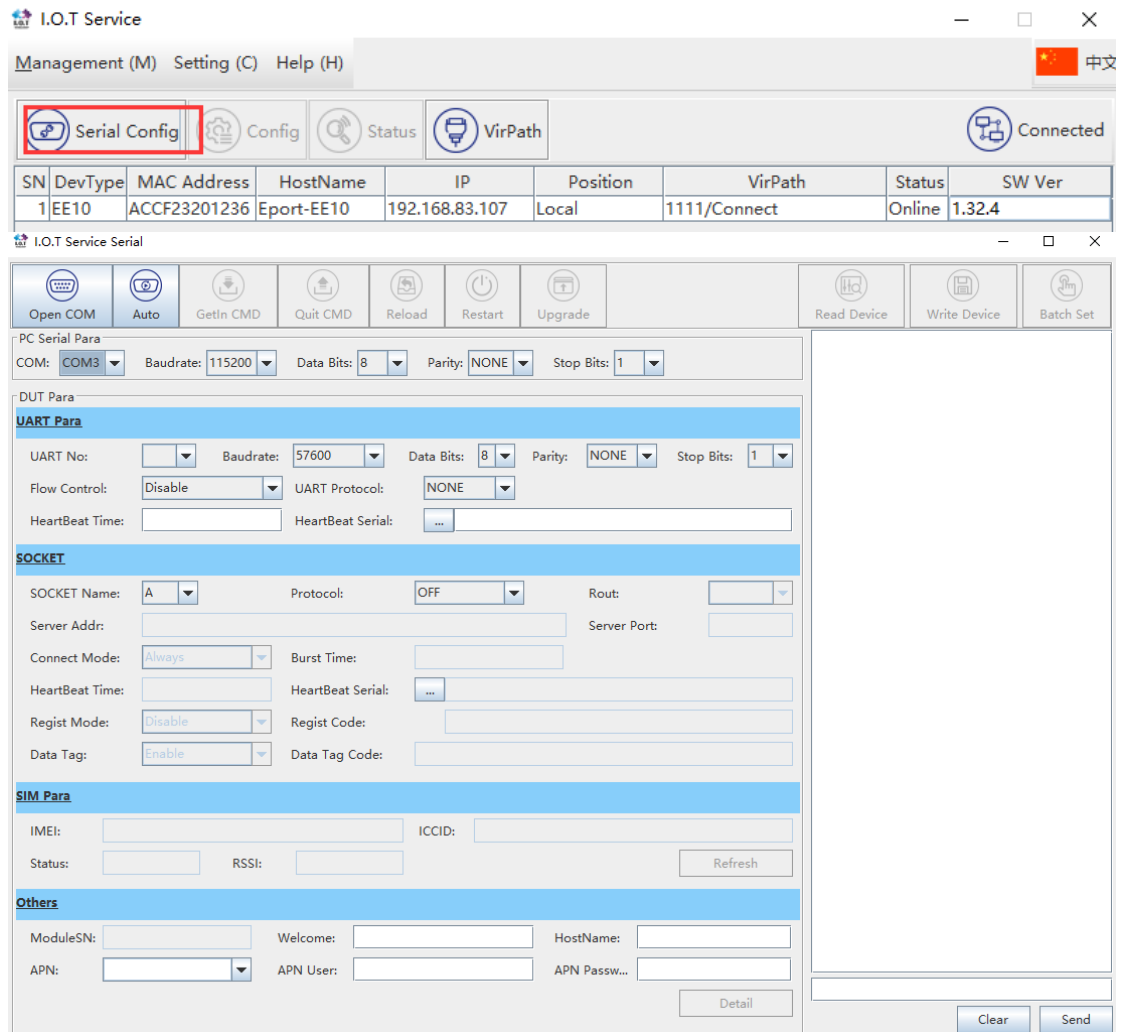 I.O.T Service
Management (M) Setting (C) Help (H) 中文
Serial Config Config Status VirPath Connected
SN DevType MAC Address HostName IP Position VirPath Status SW Ver
1 EE10 ACCF23201236 Eport-EE10 192.168.83.107 Local 1111/Connect Online 1.32.4
I.O.T Service Serial
Open COM Auto GetIn CMD Quit CMD Reload Restart Upgrade Read Device Write Device Batch Set
PC Serial Para
COM: COM3 Baudrate: 115200 Data Bits: 8 Parity: NONE Stop Bits: 1
DUT Para
UART Para
UART No: Baudrate: 57600 Data Bits: 8 Parity: NONE Stop Bits: 1
Flow Control: Disable UART Protocol: NONE
HeartBeat Time: HeartBeat Serial: ...
SOCKET
SOCKET Name: A Protocol: OFF Rout:
Server Addr: Server Port:
Connect Mode: Always Burst Time:
HeartBeat Time: HeartBeat Serial: ...
Regist Mode: Disable Regist Code:
Data Tag: Enable Data Tag Code:
SIM Para
IMEI: ICCID:
Status: RSSI: Refresh
Others
ModuleSN: Welcome: HostName:
APN: APN User: APN Passw...
Detail
Clear Send